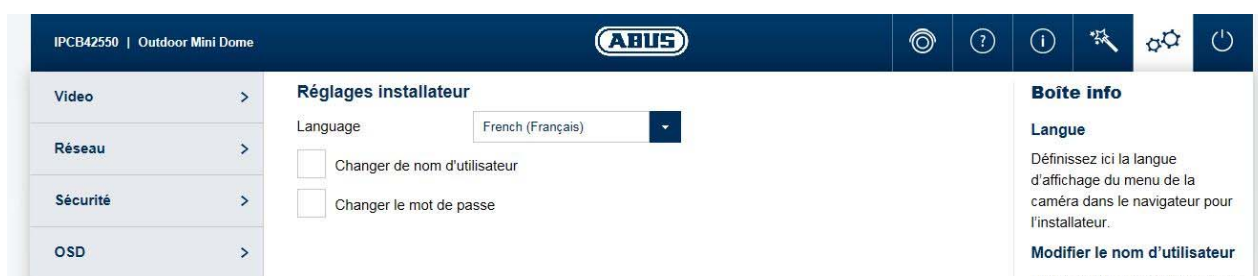 IPCB42550 | Outdoor Mini Dome
ABUS
Video
Réseau
Sécurité
OSD
Réglages installateur
Language French (Français)
Changer de nom d'utilisateur
Changer le mot de passe
Boîte info
Langue
Définissez ici la langue
d'affichage du menu de la
caméra dans le navigateur pour
l'installateur.
Modifier le nom d'utilisateur